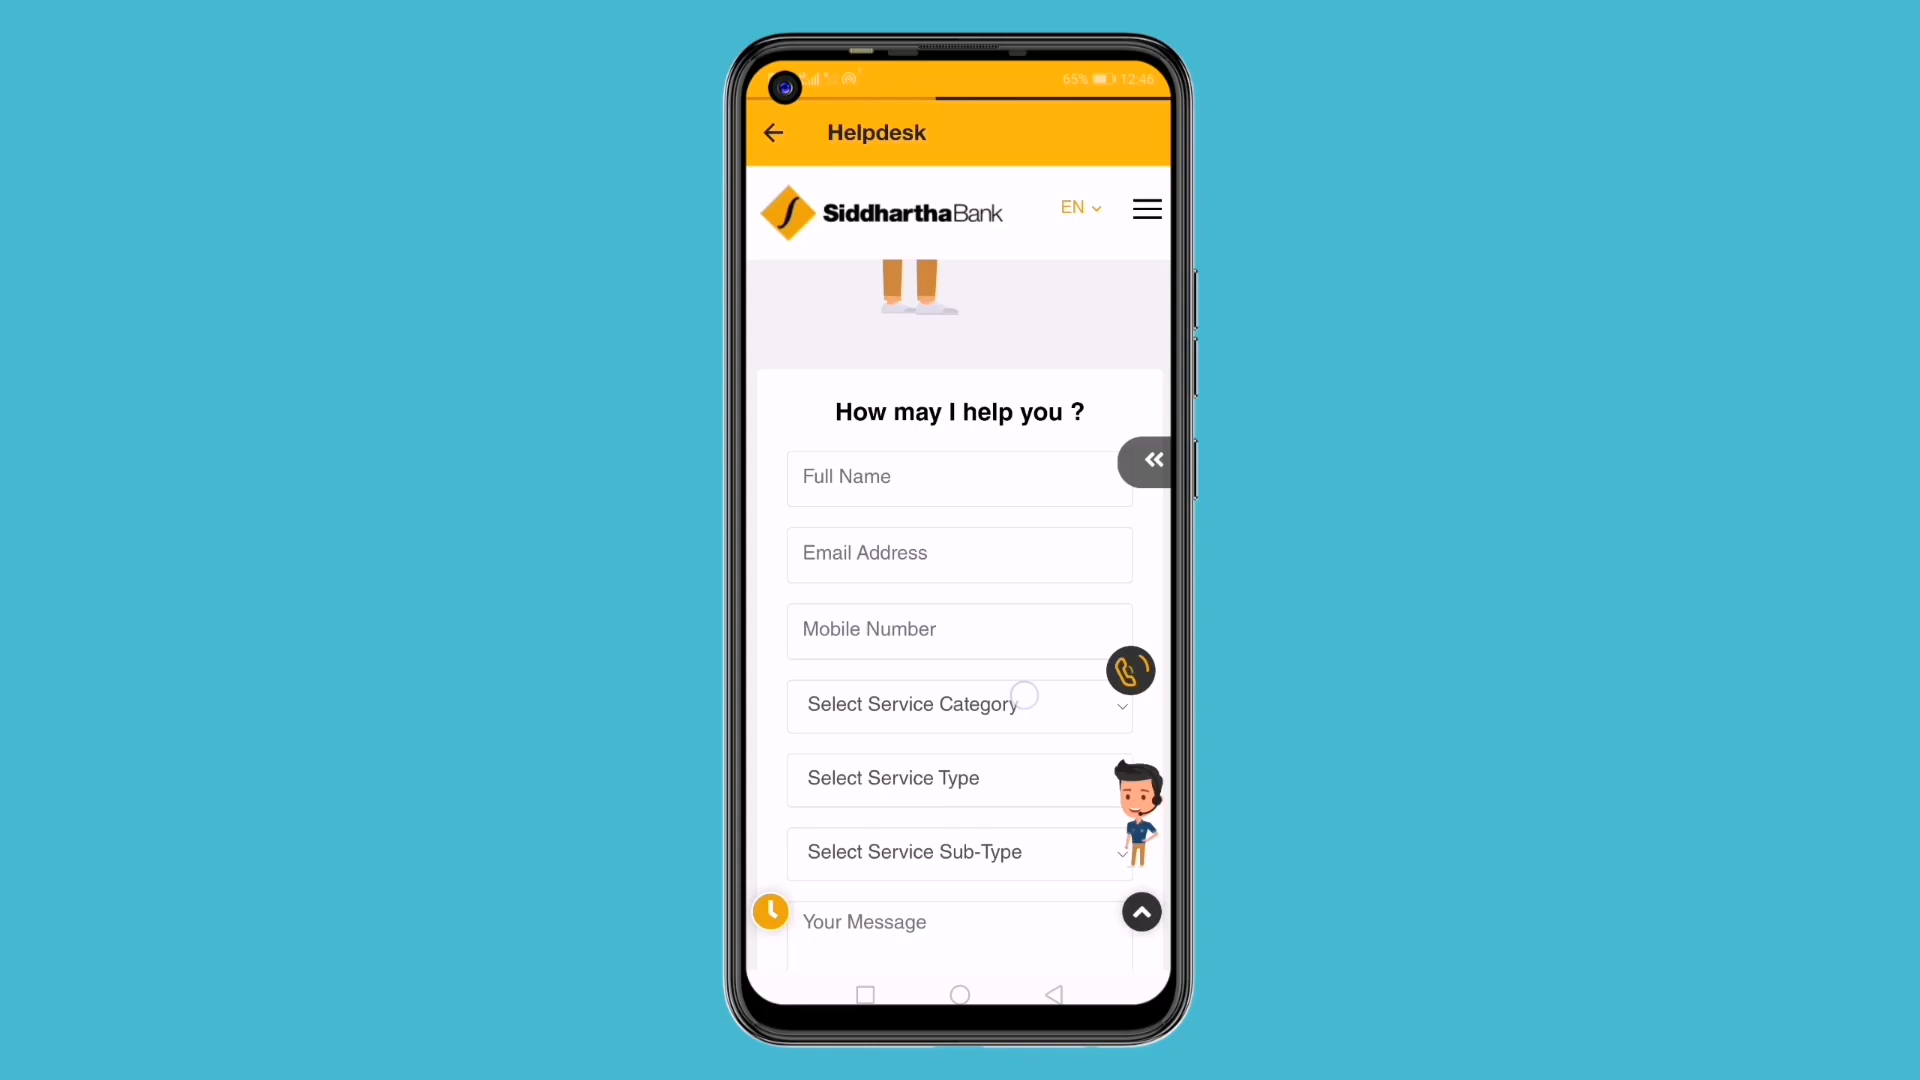 65% 12:46
Helpdesk
SiddharthaBank
EN
How may I help you ?
Full Name
Email Address
Mobile Number
Select Service Category
Select Service Type
Select Service Sub-Type
Your Message